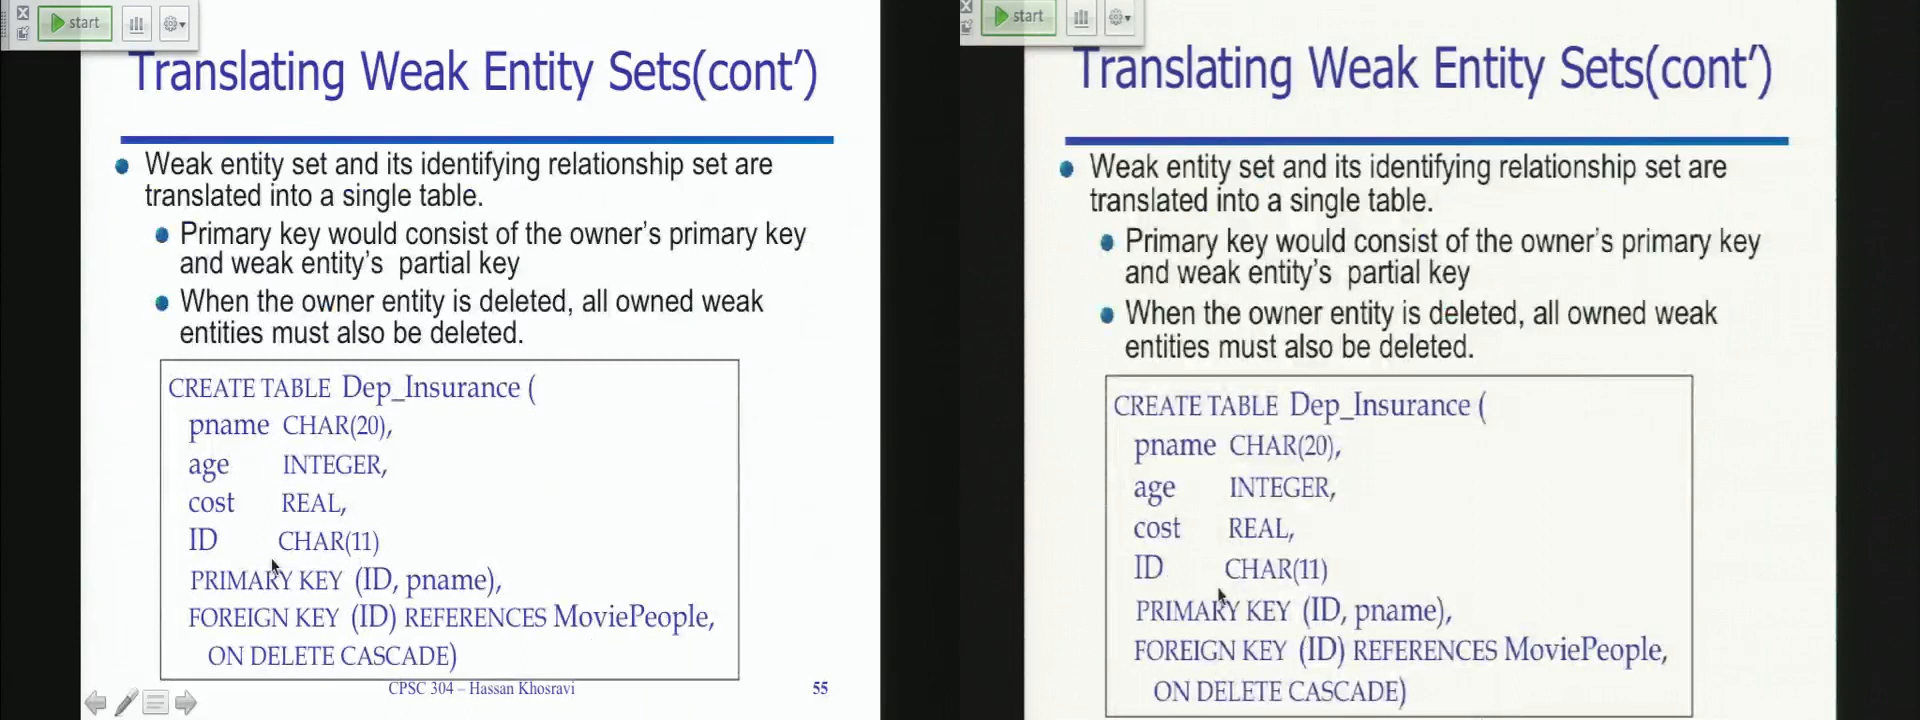 start
Translating Weak Entity Sets(cont’)
Weak entity set and its identifying relationship set are
translated into a single table.
Primary key would consist of the owner’s primary key
and weak entity’s partial key
When the owner entity is deleted, all owned weak
entities must also be deleted.
CREATE TABLE Dep_Insurance (
pname CHAR(20),
age INTEGER,
cost REAL,
ID CHAR(11)
PRIMARY KEY (ID, pname),
FOREIGN KEY (ID) REFERENCES MoviePeople,
ON DELETE CASCADE)
CPSC 304 – Hassan Khosravi 55
start
Translating Weak Entity Sets(cont’)
Weak entity set and its identifying relationship set are
translated into a single table.
Primary key would consist of the owner’s primary key
and weak entity’s partial key
When the owner entity is deleted, all owned weak
entities must also be deleted.
CREATE TABLE Dep_Insurance (
pname CHAR(20),
age INTEGER,
cost REAL,
ID CHAR(11)
PRIMARY KEY (ID, pname),
FOREIGN KEY (ID) REFERENCES MoviePeople,
ON DELETE CASCADE)